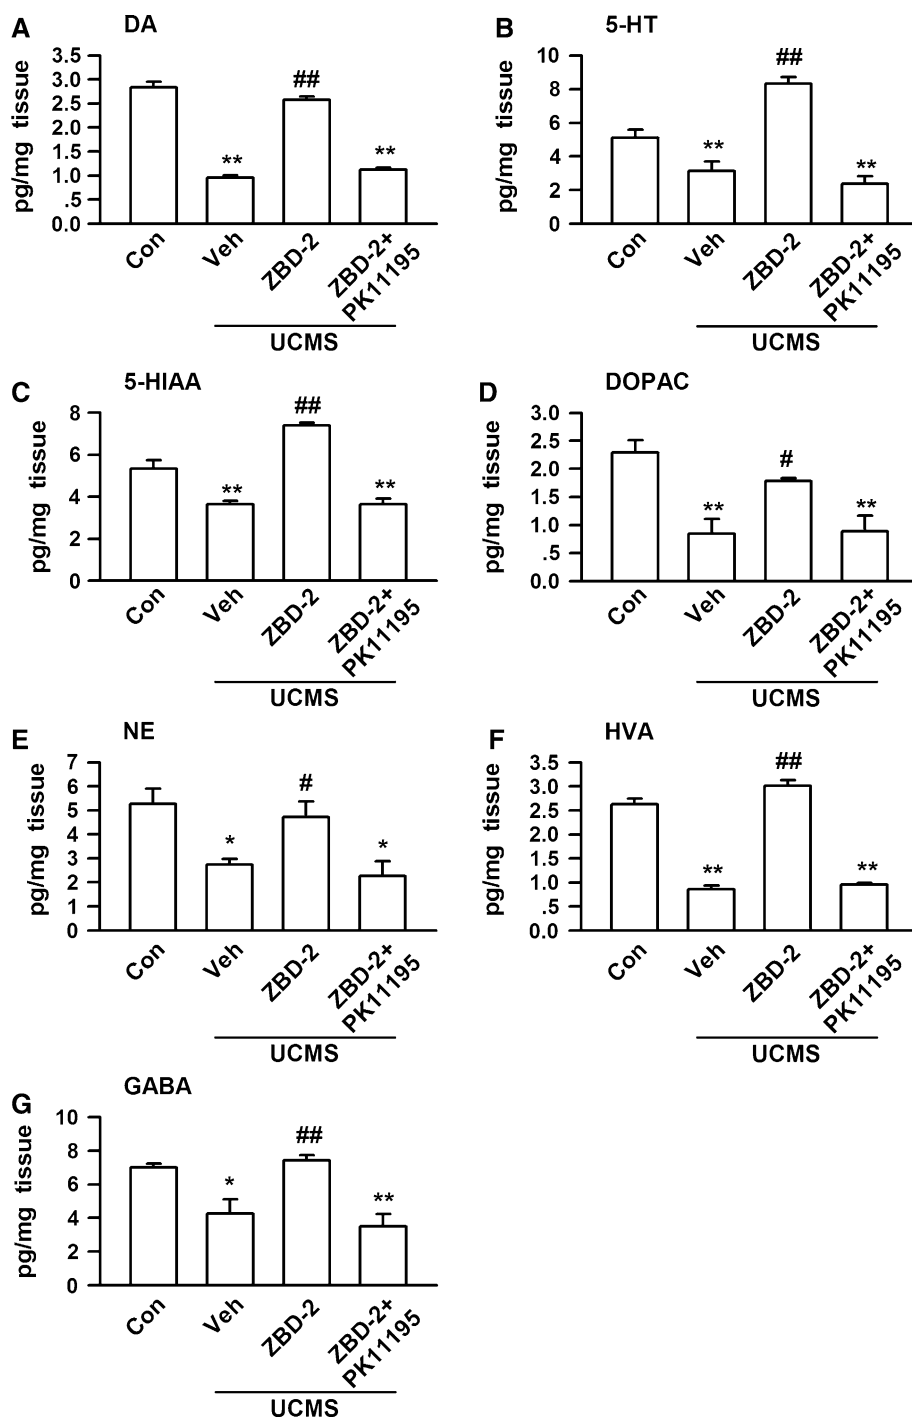 A DA
pg/mg tissue
3.5
3.0
2.5
2.0
1.5
1.0
.5
0.0
**
##
**
Con
Veh
ZBD-2
ZBD-2+
PK11195
UCMS
B 5-HT
pg/mg tissue
10
8
6
4
2
0
**
##
**
Con
Veh
ZBD-2
ZBD-2+
PK11195
UCMS
C 5-HIAA
pg/mg tissue
8
6
4
2
0
**
##
**
Con
Veh
ZBD-2
ZBD-2+
PK11195
UCMS
D DOPAC
pg/mg tissue
3.0
2.5
2.0
1.5
1.0
.5
0.0
**
#
**
Con
Veh
ZBD-2
ZBD-2+
PK11195
UCMS
E NE
pg/mg tissue
7
6
5
4
3
2
1
0
*
#
*
Con
Veh
ZBD-2
ZBD-2+
PK11195
UCMS
F HVA
pg/mg tissue
3.5
3.0
2.5
2.0
1.5
1.0
.5
0.0
**
##
**
Con
Veh
ZBD-2
ZBD-2+
PK11195
UCMS
G GABA
pg/mg tissue
10
8
6
4
2
0
*
##
**
Con
Veh
ZBD-2
ZBD-2+
PK11195
UCMS